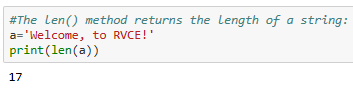 #The len() method returns the length of a string:
a='Welcome, to RVCE!'
print(len(a))
17